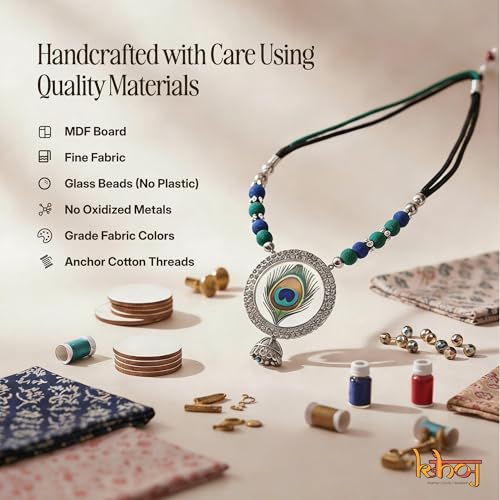 Handcrafted with Care Using
Quality Materials
MDF Board
Fine Fabric
Glass Beads (No Plastic)
No Oxidized Metals
Grade Fabric Colors
Anchor Cotton Threads
khoj